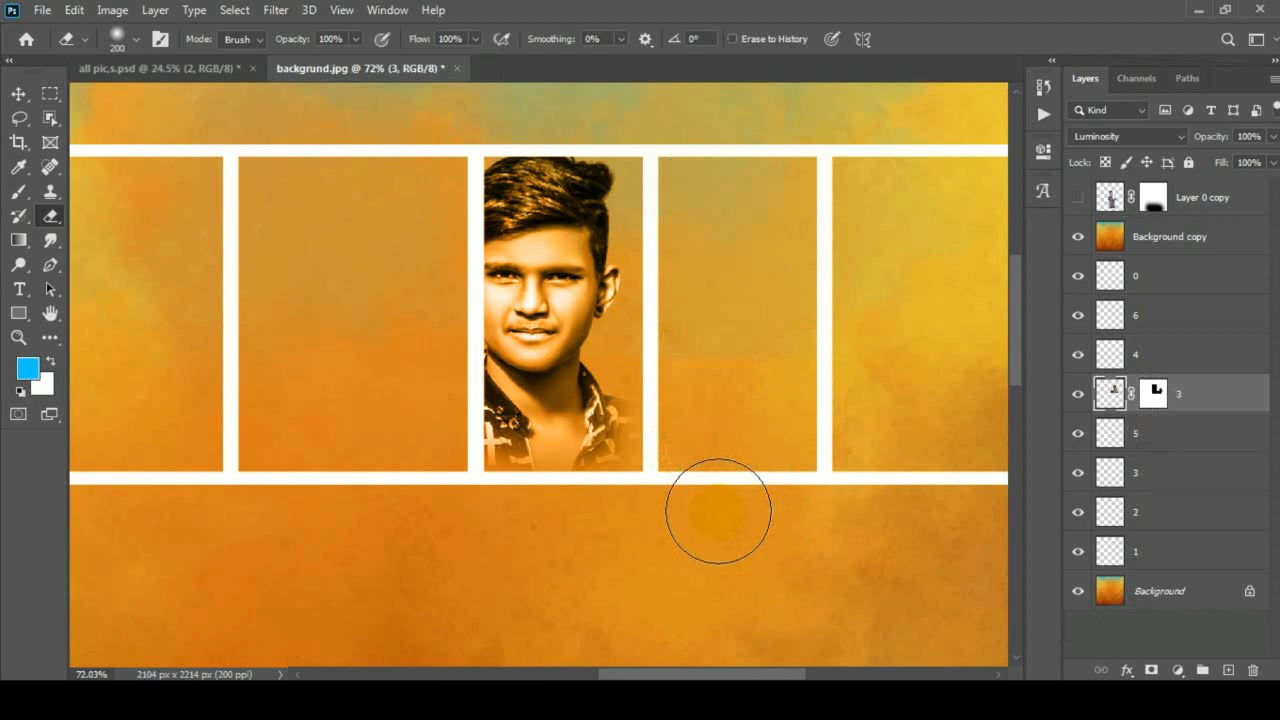 Ps File Edit Image Layer Type Select Filter 3D View Window Help
200 Mode: Brush Opacity: 100% Flow: 100% Smoothing: 0% 0° Erase to History
all pic,s.psd @ 24.5% (2, RGB/8) * × backgrund.jpg @ 72% (3, RGB/8) * ×
Layers Channels Paths
Kind
Luminosity Opacity: 100%
Lock: Fill: 100%
Layer 0 copy
Background copy
0
6
4
3
5
3
2
1
Background
72.03% 2104 px x 2214 px (200 ppi)
fx